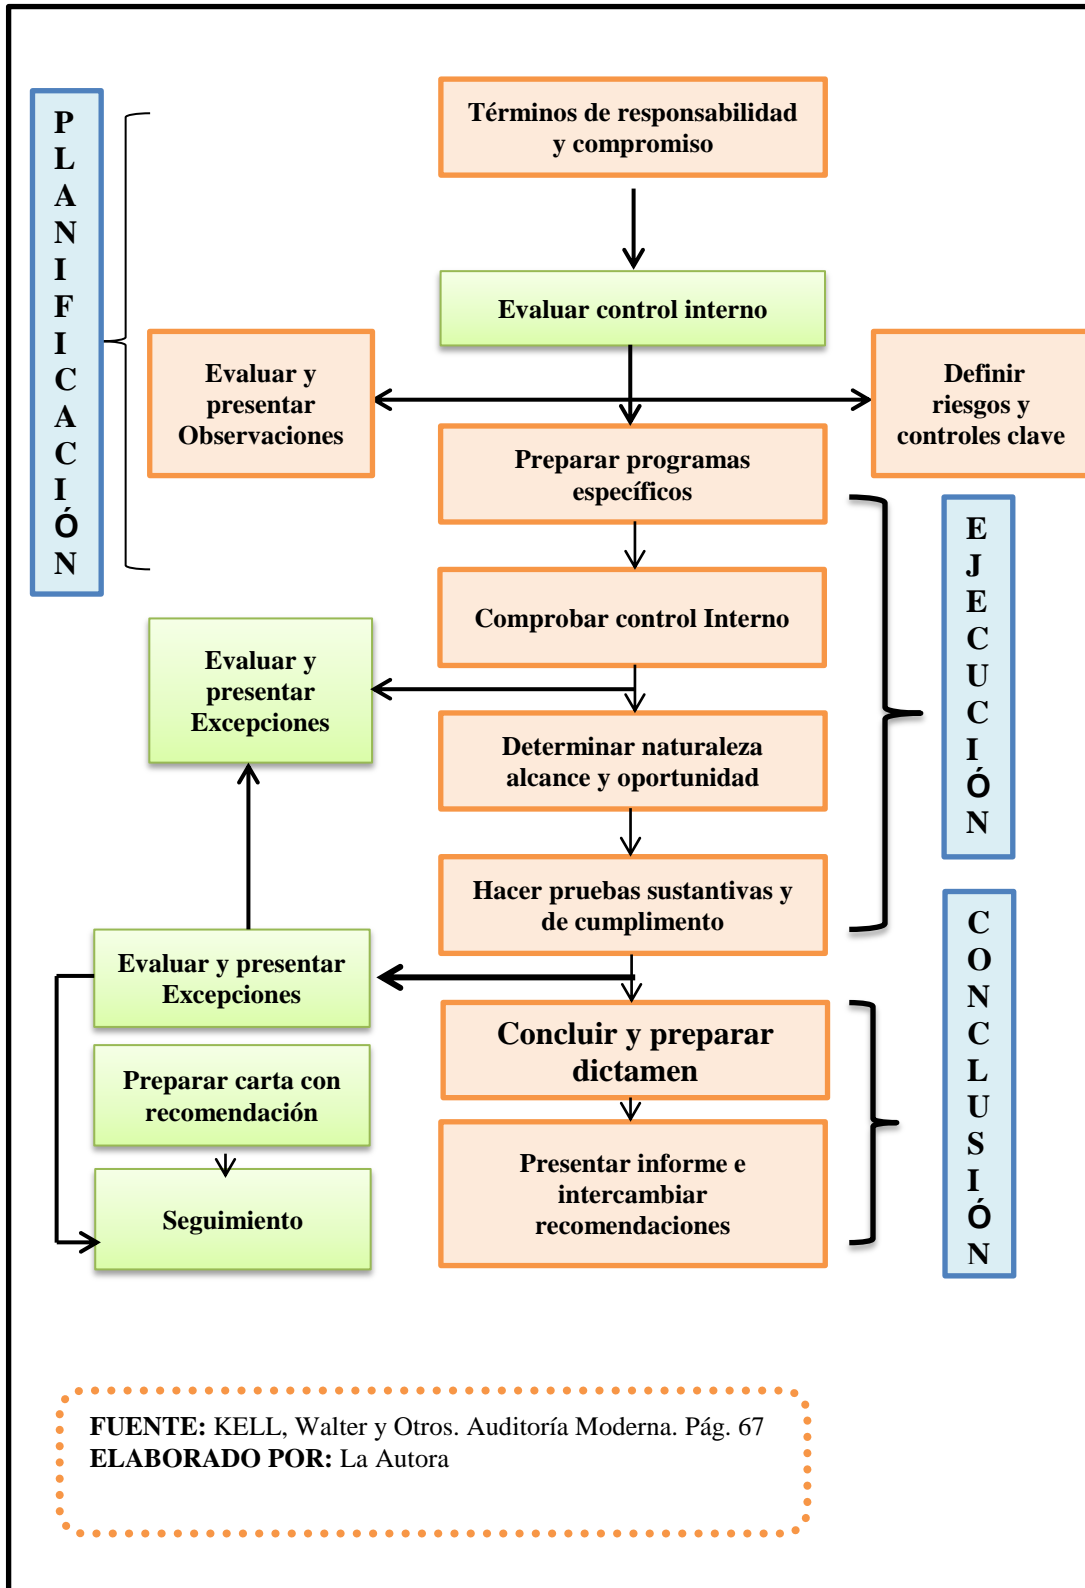 PLANIFICACIÓN
Términos de responsabilidad
y compromiso
Evaluar control interno
Evaluar y
presentar
Observaciones
Definir
riesgos y
controles clave
Preparar programas
específicos
EJECUCIÓN
Comprobar control Interno
Evaluar y
presentar
Excepciones
Determinar naturaleza
alcance y oportunidad
Hacer pruebas sustantivas y
de cumplimento
CONCLUSIÓN
Evaluar y presentar
Excepciones
Concluir y preparar
dictamen
Preparar carta con
recomendación
Presentar informe e
intercambiar
recomendaciones
Seguimiento
FUENTE: KELL, Walter y Otros. Auditoría Moderna. Pág. 67
ELABORADO POR: La Autora